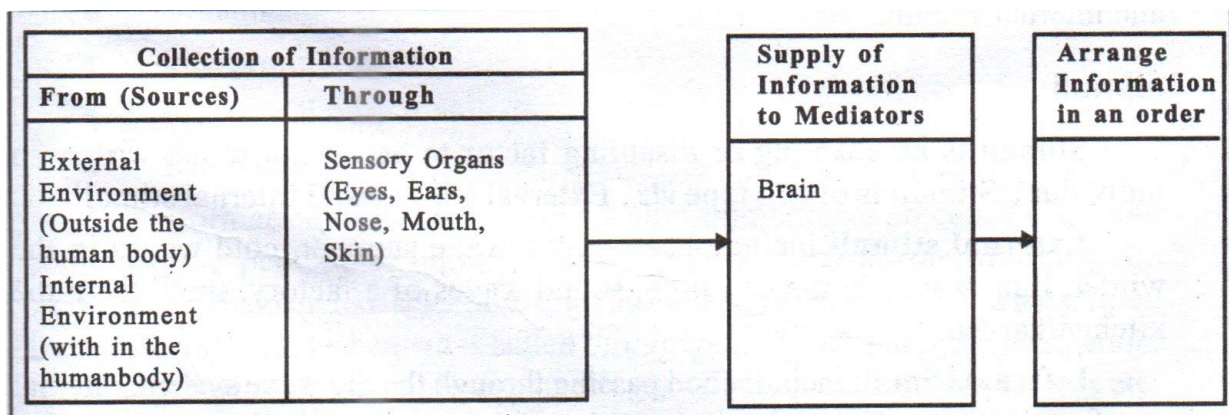 Collection of Information
From (Sources)
Through
External
Environment
(Outside the
human body)
Internal
Environment
(with in the
humanbody)
Sensory Organs
(Eyes, Ears,
Nose, Mouth,
Skin)
Supply of
Information
to Mediators
Brain
Arrange
Information
in an order